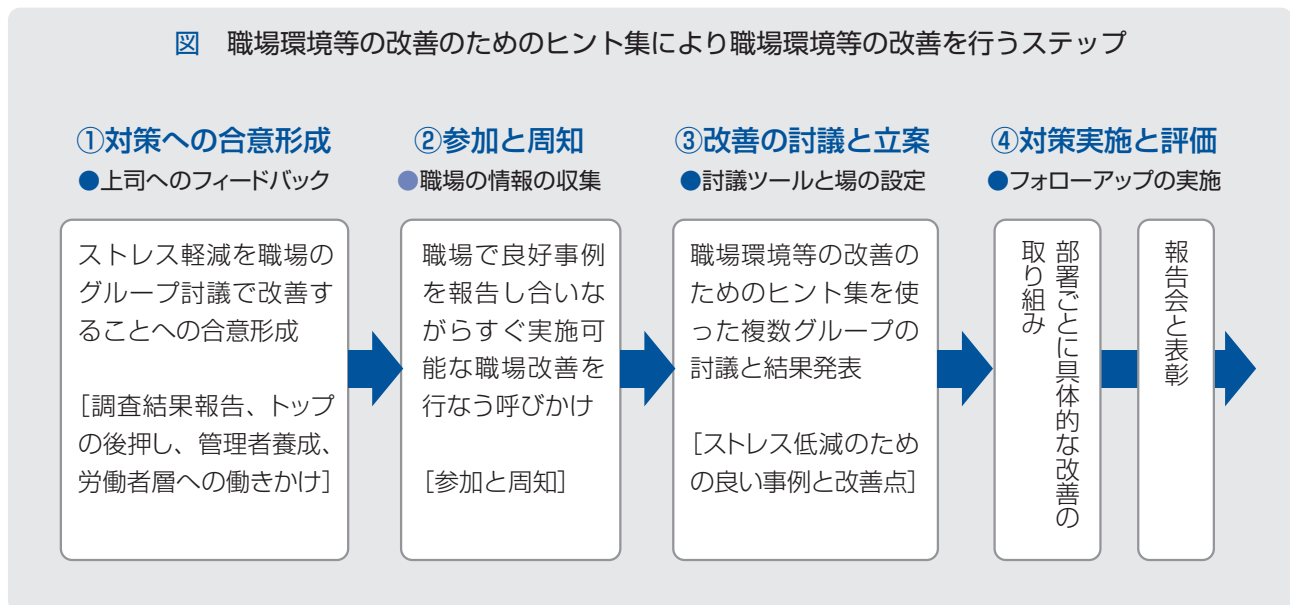 図 職場環境等の改善のためのヒント集により職場環境等の改善を行うステップ
①対策への合意形成
●上司へのフィードバック
ストレス軽減を職場の
グループ討議で改善す
ることへの合意形成
[調査結果報告、トップ
の後押し、管理者養成、
労働者層への働きかけ]
②参加と周知
●職場の情報の収集
職場で良好事例
を報告し合いな
がらすぐ実施可
能な職場改善を
行なう呼びかけ
[参加と周知]
③改善の討議と立案
●討議ツールと場の設定
職場環境等の改善の
ためのヒント集を使
った複数グループの
討議と結果発表
[ストレス低減のため
の良い事例と改善点]
④対策実施と評価
●フォローアップの実施
部署ごとに具体的な改善の
取り組み
報告会と表彰